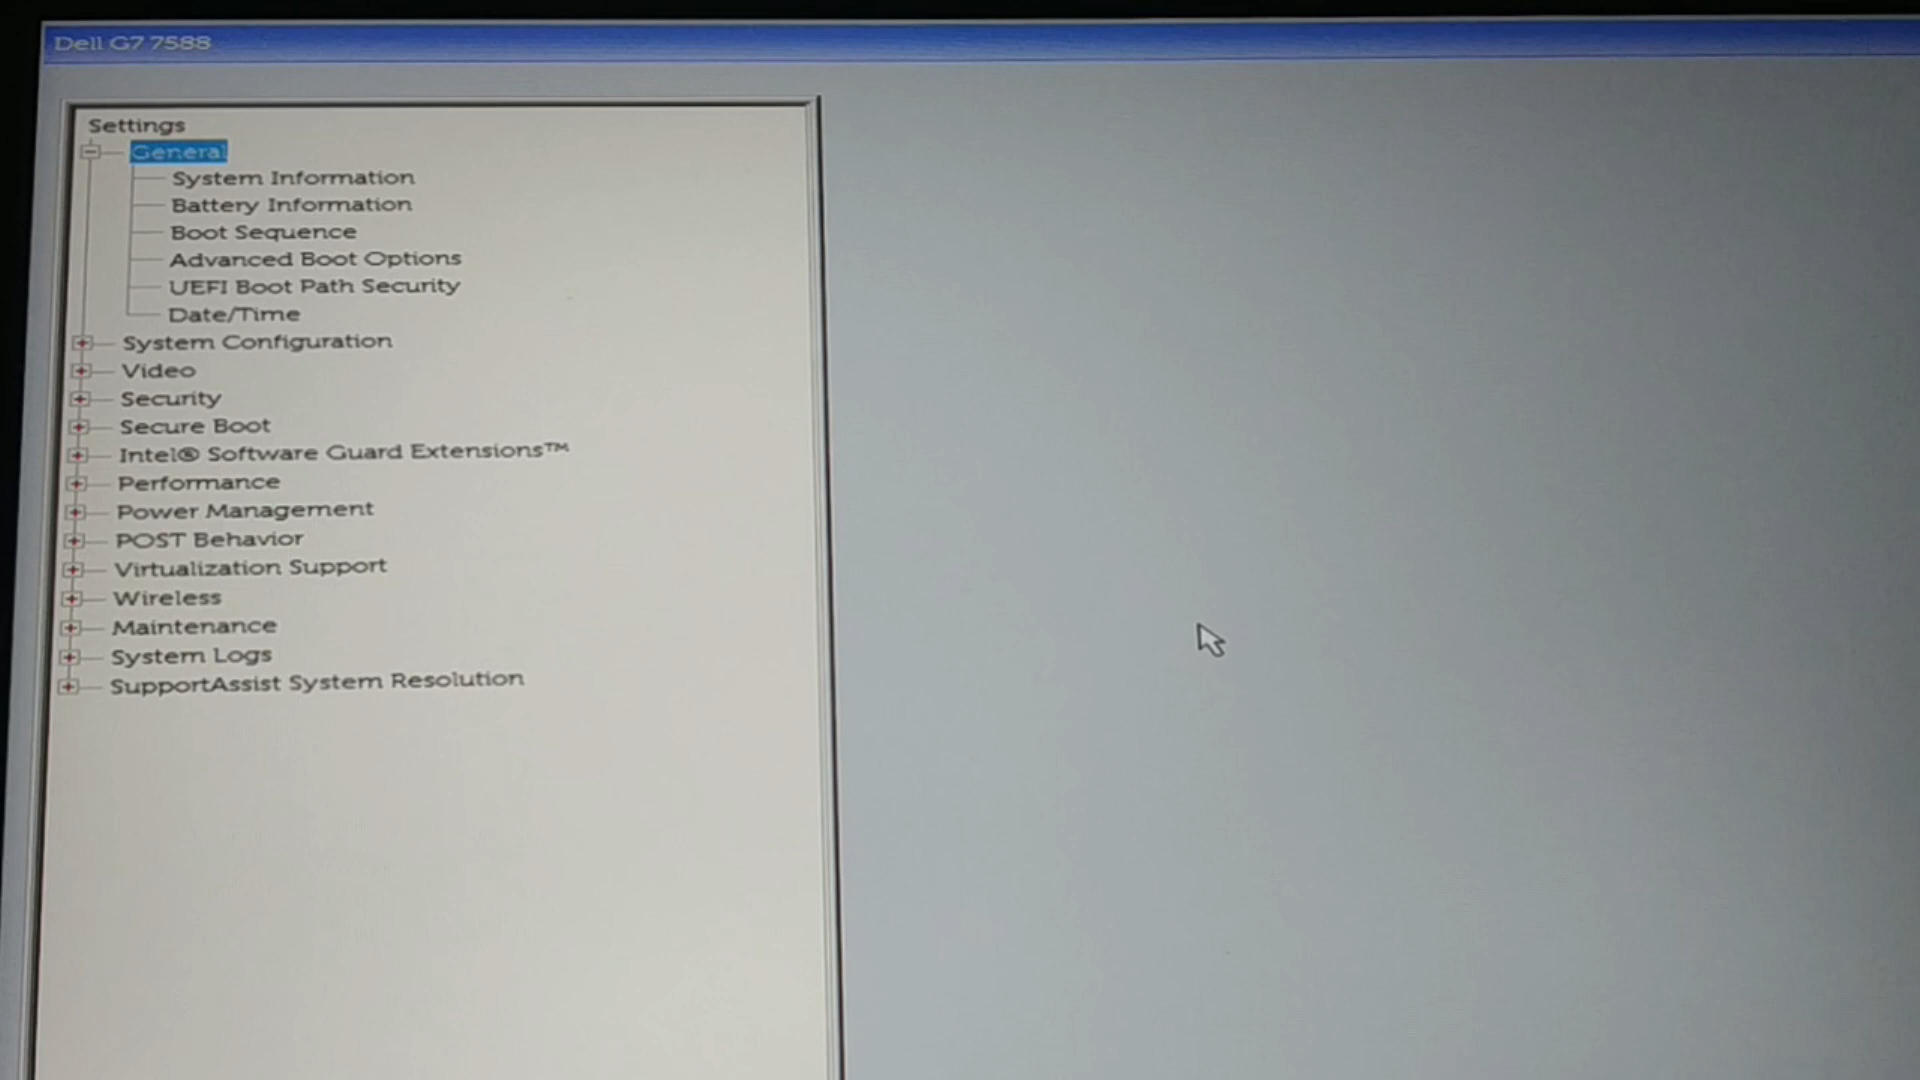 Dell G7 7588
Settings
General
System Information
Battery Information
Boot Sequence
Advanced Boot Options
UEFI Boot Path Security
Date/Time
System Configuration
Video
Security
Secure Boot
Intel® Software Guard Extensions™
Performance
Power Management
POST Behavior
Virtualization Support
Wireless
Maintenance
System Logs
SupportAssist System Resolution